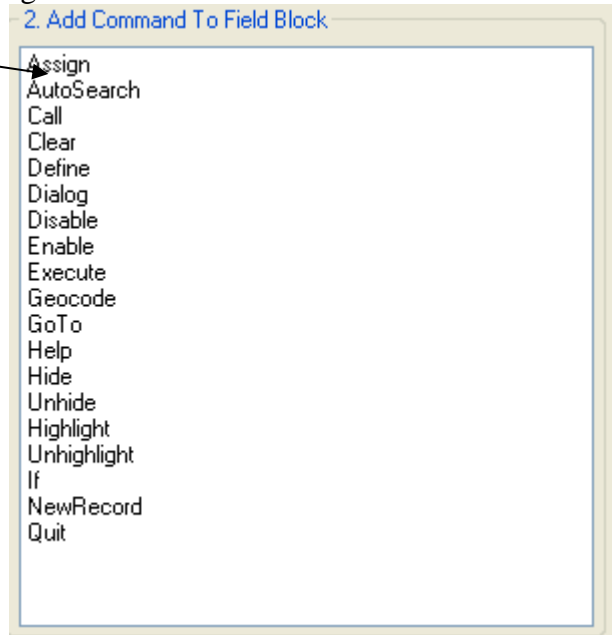 2. Add Command To Field Block
Assign
AutoSearch
Call
Clear
Define
Dialog
Disable
Enable
Execute
Geocode
GoTo
Help
Hide
Unhide
Highlight
Unhighlight
If
NewRecord
Quit